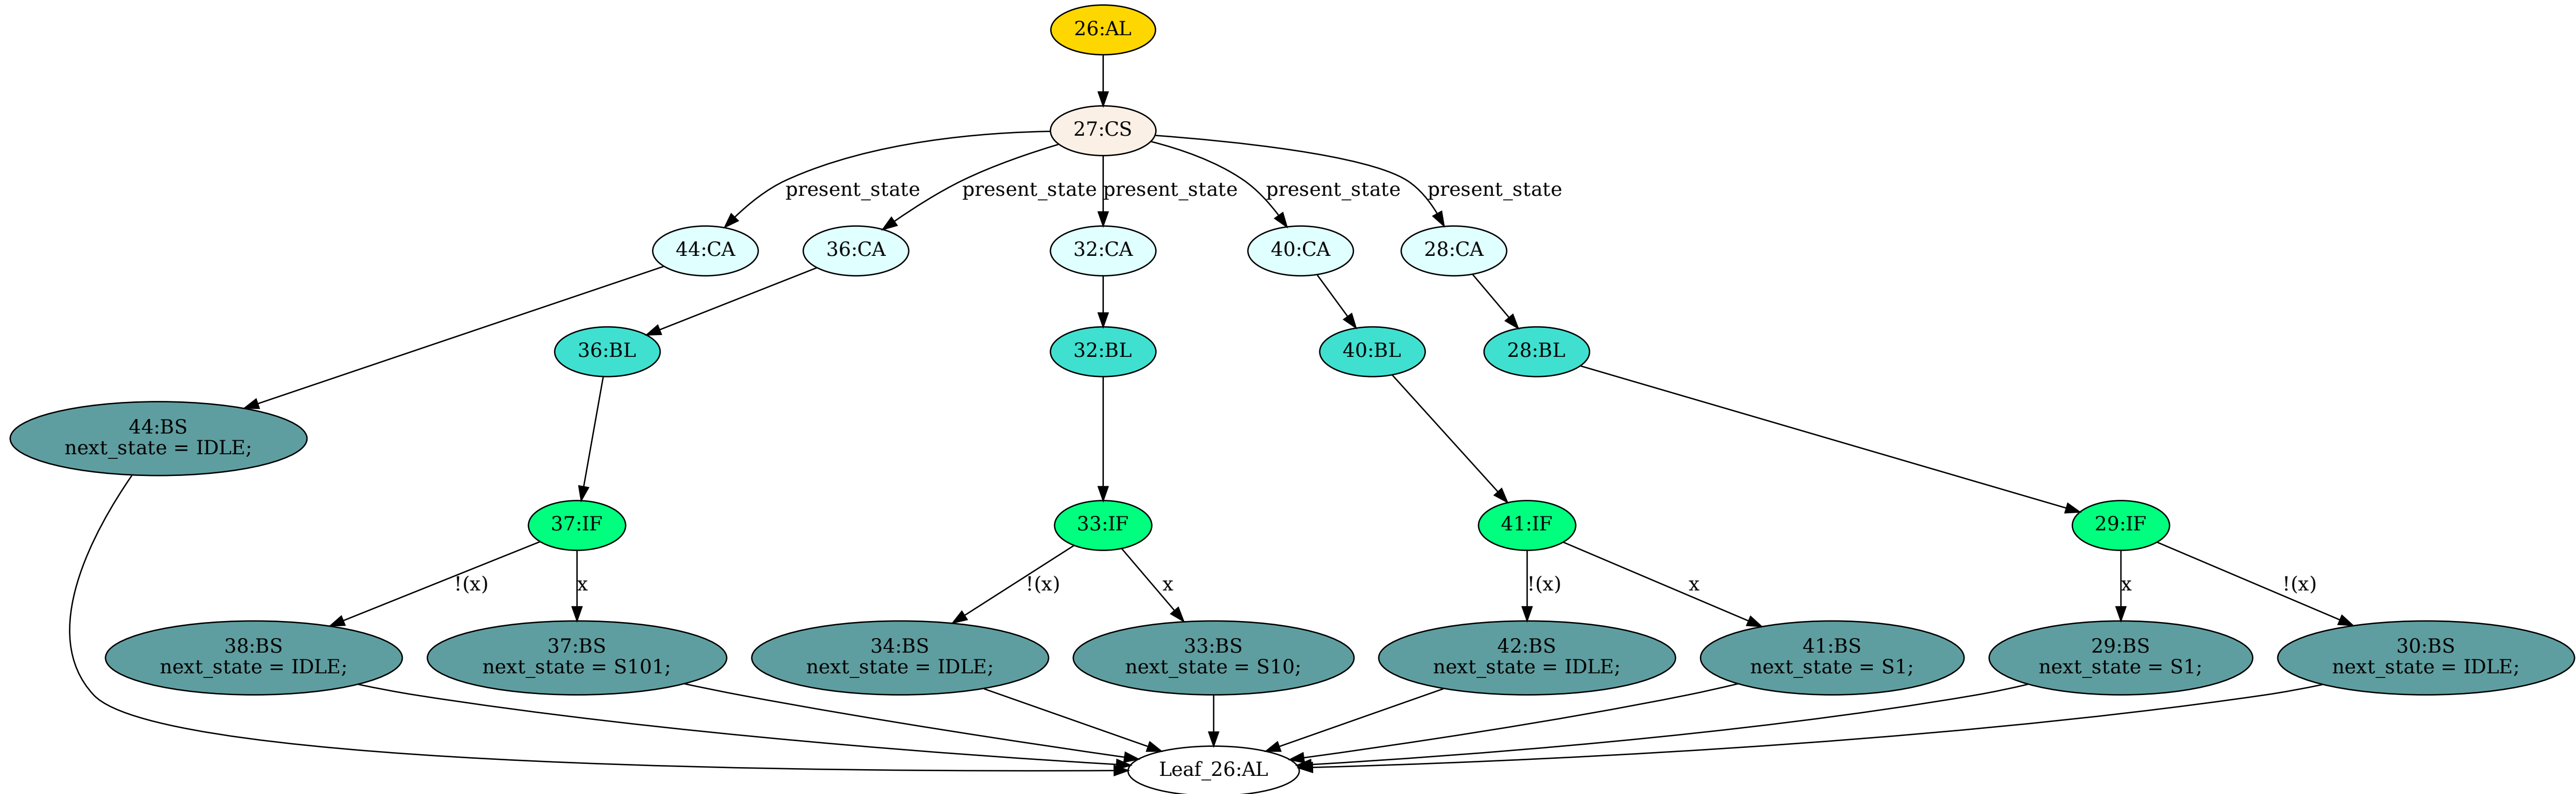 26:AL
27:CS
present_state
present_state
present_state
present_state
present_state
44:CA
36:CA
32:CA
40:CA
28:CA
36:BL
32:BL
40:BL
28:BL
44:BS
next_state = IDLE;
37:IF
33:IF
41:IF
29:IF
!(x)
x
!(x)
x
!(x)
x
x
!(x)
38:BS
next_state = IDLE;
37:BS
next_state = S101;
34:BS
next_state = IDLE;
33:BS
next_state = S10;
42:BS
next_state = IDLE;
41:BS
next_state = S1;
29:BS
next_state = S1;
30:BS
next_state = IDLE;
Leaf_26:AL